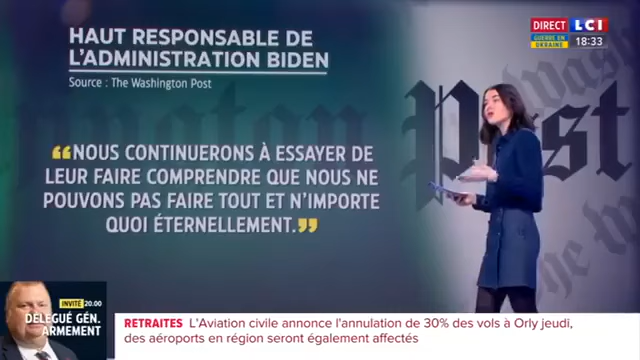 HAUT RESPONSABLE DE
L'ADMINISTRATION BIDEN
Source : The Washington Post
DIRECT LCI
GUERRE EN
UKRAINE
18:33
Post
“NOUS CONTINUERONS À ESSAYER DE
LEUR FAIRE COMPRENDRE QUE NOUS NE
POUVONS PAS FAIRE TOUT ET N'IMPORTE
QUOI ÉTERNELLEMENT.”
INVITÉ 20:00
DÉLÉGUÉ GÉN.
ARMEMENT
RETRAITES L'Aviation civile annonce l'annulation de 30% des vols à Orly jeudi,
des aéroports en région seront également affectés